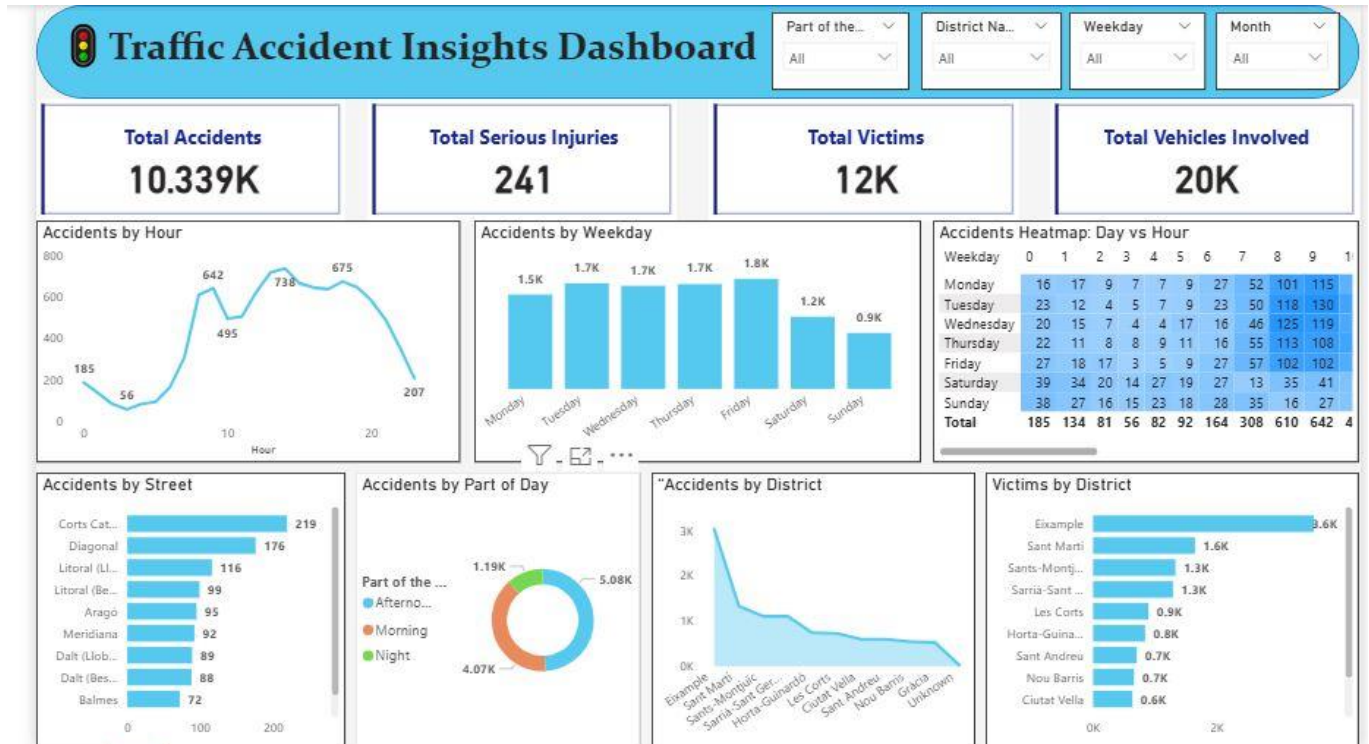 Traffic Accident Insights Dashboard
Part of the...
All
District Na...
All
Weekday
All
Month
All
Total Accidents
10.339K
Total Serious Injuries
241
Total Victims
12K
Total Vehicles Involved
20K
Accidents by Hour
800
600
400
200
0
185
56
642
495
738
675
207
0 10 20
Hour
Accidents by Weekday
1.5K 1.7K 1.7K 1.7K 1.8K 1.2K 0.9K
Monday Tuesday Wednesday Thursday Friday Saturday Sunday
Accidents Heatmap: Day vs Hour
Weekday 0 1 2 3 4 5 6 7 8 9 1
Monday 16 17 9 7 7 9 27 52 101 115
Tuesday 23 12 4 5 7 9 23 50 118 130
Wednesday 20 15 7 4 4 17 16 46 125 119
Thursday 22 11 8 8 9 11 16 55 113 108
Friday 27 18 17 3 5 9 27 57 102 102
Saturday 39 34 20 14 27 19 27 13 35 41
Sunday 38 27 16 15 23 18 28 35 16 27
Total 185 134 81 56 82 92 164 308 610 642 4
Accidents by Street
Corts Cat... 219
Diagonal 176
Litoral (Ll... 116
Litoral (Be... 99
Aragó 95
Meridiana 92
Dalt (Llob... 89
Dalt (Bes... 88
Balmes 72
0 100 200
Accidents by Part of Day
Part of the ...
Afterno...
Morning
Night
1.19K
5.08K
4.07K
"Accidents by District
3K
2K
1K
0K
Eixample Sant Martí Sants-Montjuïc Sarrià-Sant Ger... Horta-Guinardó Les Corts Ciutat Vella Sant Andreu Nou Barris Gràcia Unknown
Victims by District
Eixample 3.6K
Sant Martí 1.6K
Sants-Montj... 1.3K
Sarrià-Sant ... 1.3K
Les Corts 0.9K
Horta-Guina... 0.8K
Sant Andreu 0.7K
Nou Barris 0.7K
Ciutat Vella 0.6K
0K 2K